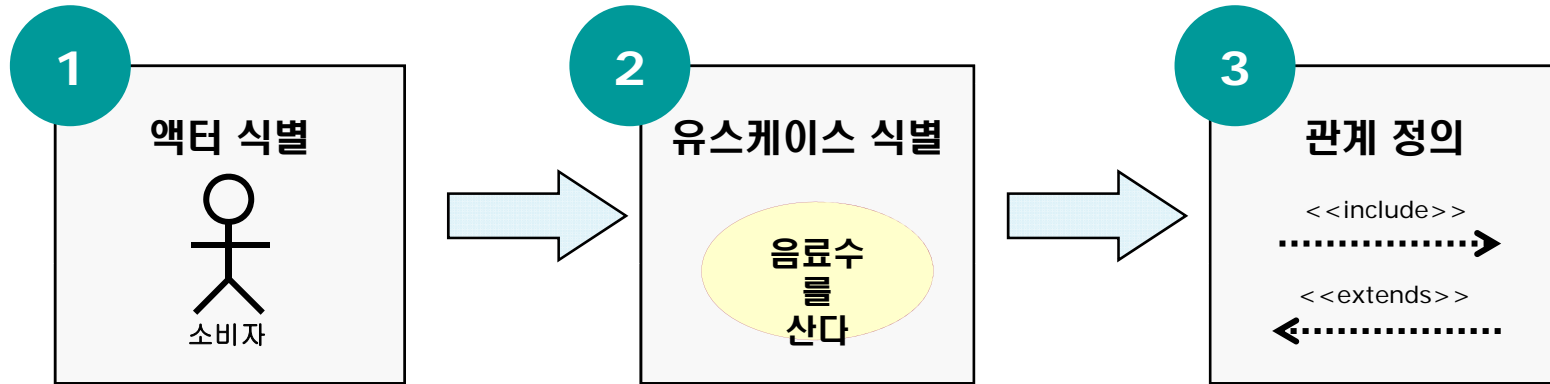 1
액터 식별
소비자
2
유스케이스 식별
음료수
를
산다
3
관계 정의
<<include>>
<<extends>>